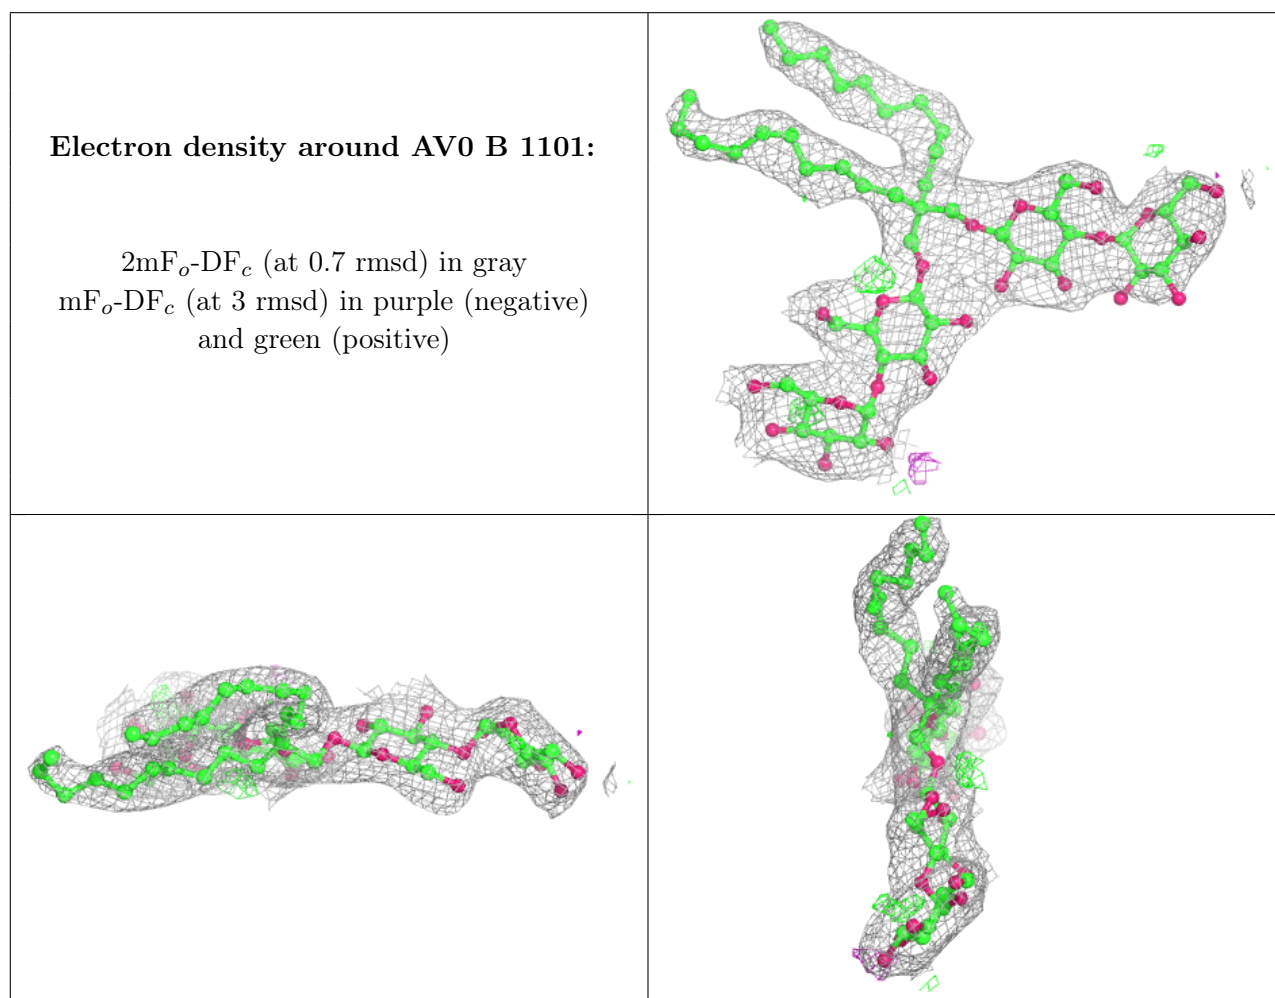 Electron density around AV0 B 1101:
2mFo-DFc (at 0.7 rmsd) in gray
mFo-DFc (at 3 rmsd) in purple (negative)
and green (positive)